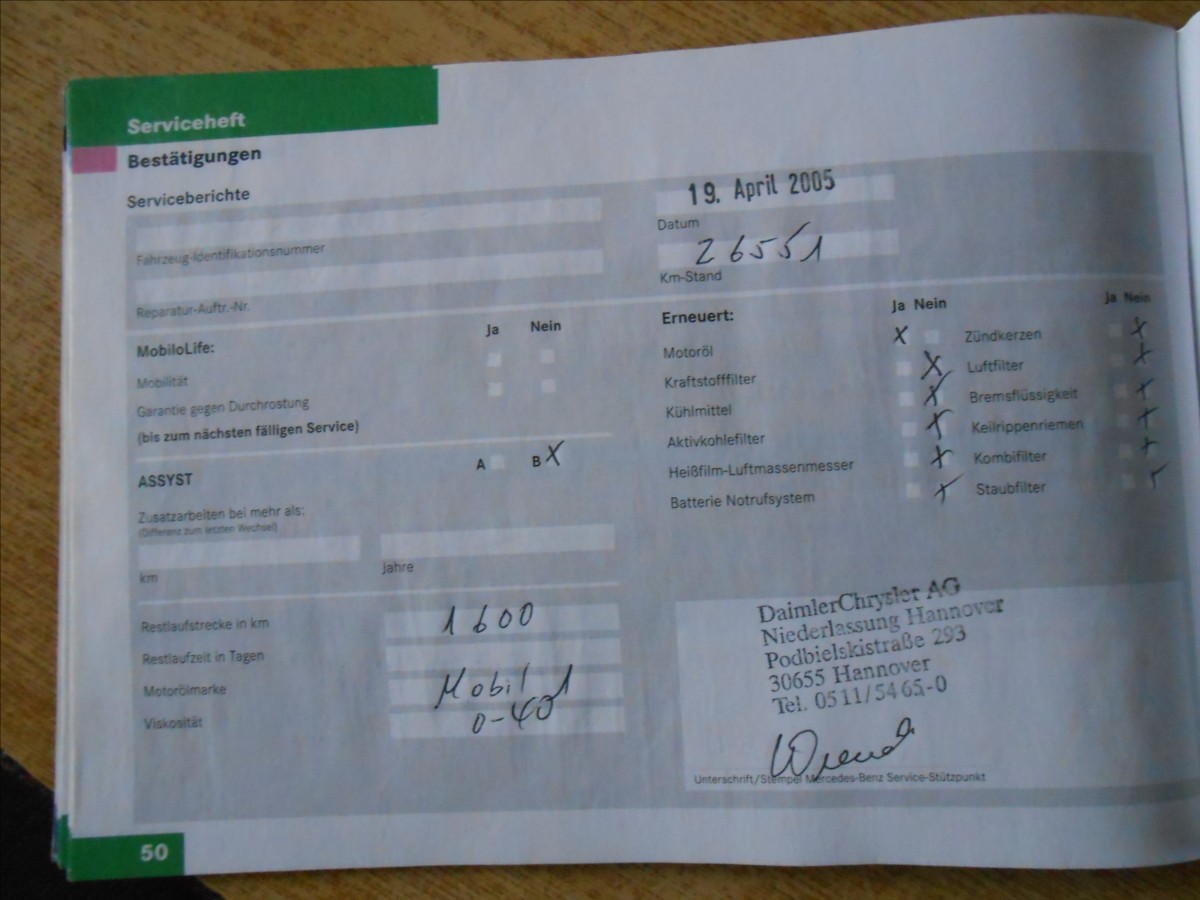 Serviceheft
Bestätigungen
Serviceberichte
Fahrzeug-Identifikationsnummer
Reparatur-Auftr.-Nr.
19. April 2005
Datum
26551
Km-Stand
Ja Nein
MobiloLife:
Mobilität
Garantie gegen Durchrostung
(bis zum nächsten fälligen Service)
ASSYST A B X
Zusatzarbeiten bei mehr als:
(Differenz zum letzten Wechsel)
km Jahre
Restlaufstrecke in km 1600
Restlaufzeit in Tagen
Motorölmarke Mobil 1
Viskosität 0-40
Erneuert: Ja Nein Ja Nein
Motoröl X Zündkerzen X
Kraftstofffilter X Luftfilter X
Kühlmittel X Bremsflüssigkeit X
Aktivkohlefilter X Keilrippenriemen X
Heißfilm-Luftmassenmesser X Kombifilter X
Batterie Notrufsystem X Staubfilter X
DaimlerChrysler AG
Niederlassung Hannover
Podbielskistraße 293
30655 Hannover
Tel. 0511/5465-0
Unterschrift/Stempel Mercedes-Benz Service-Stützpunkt
50